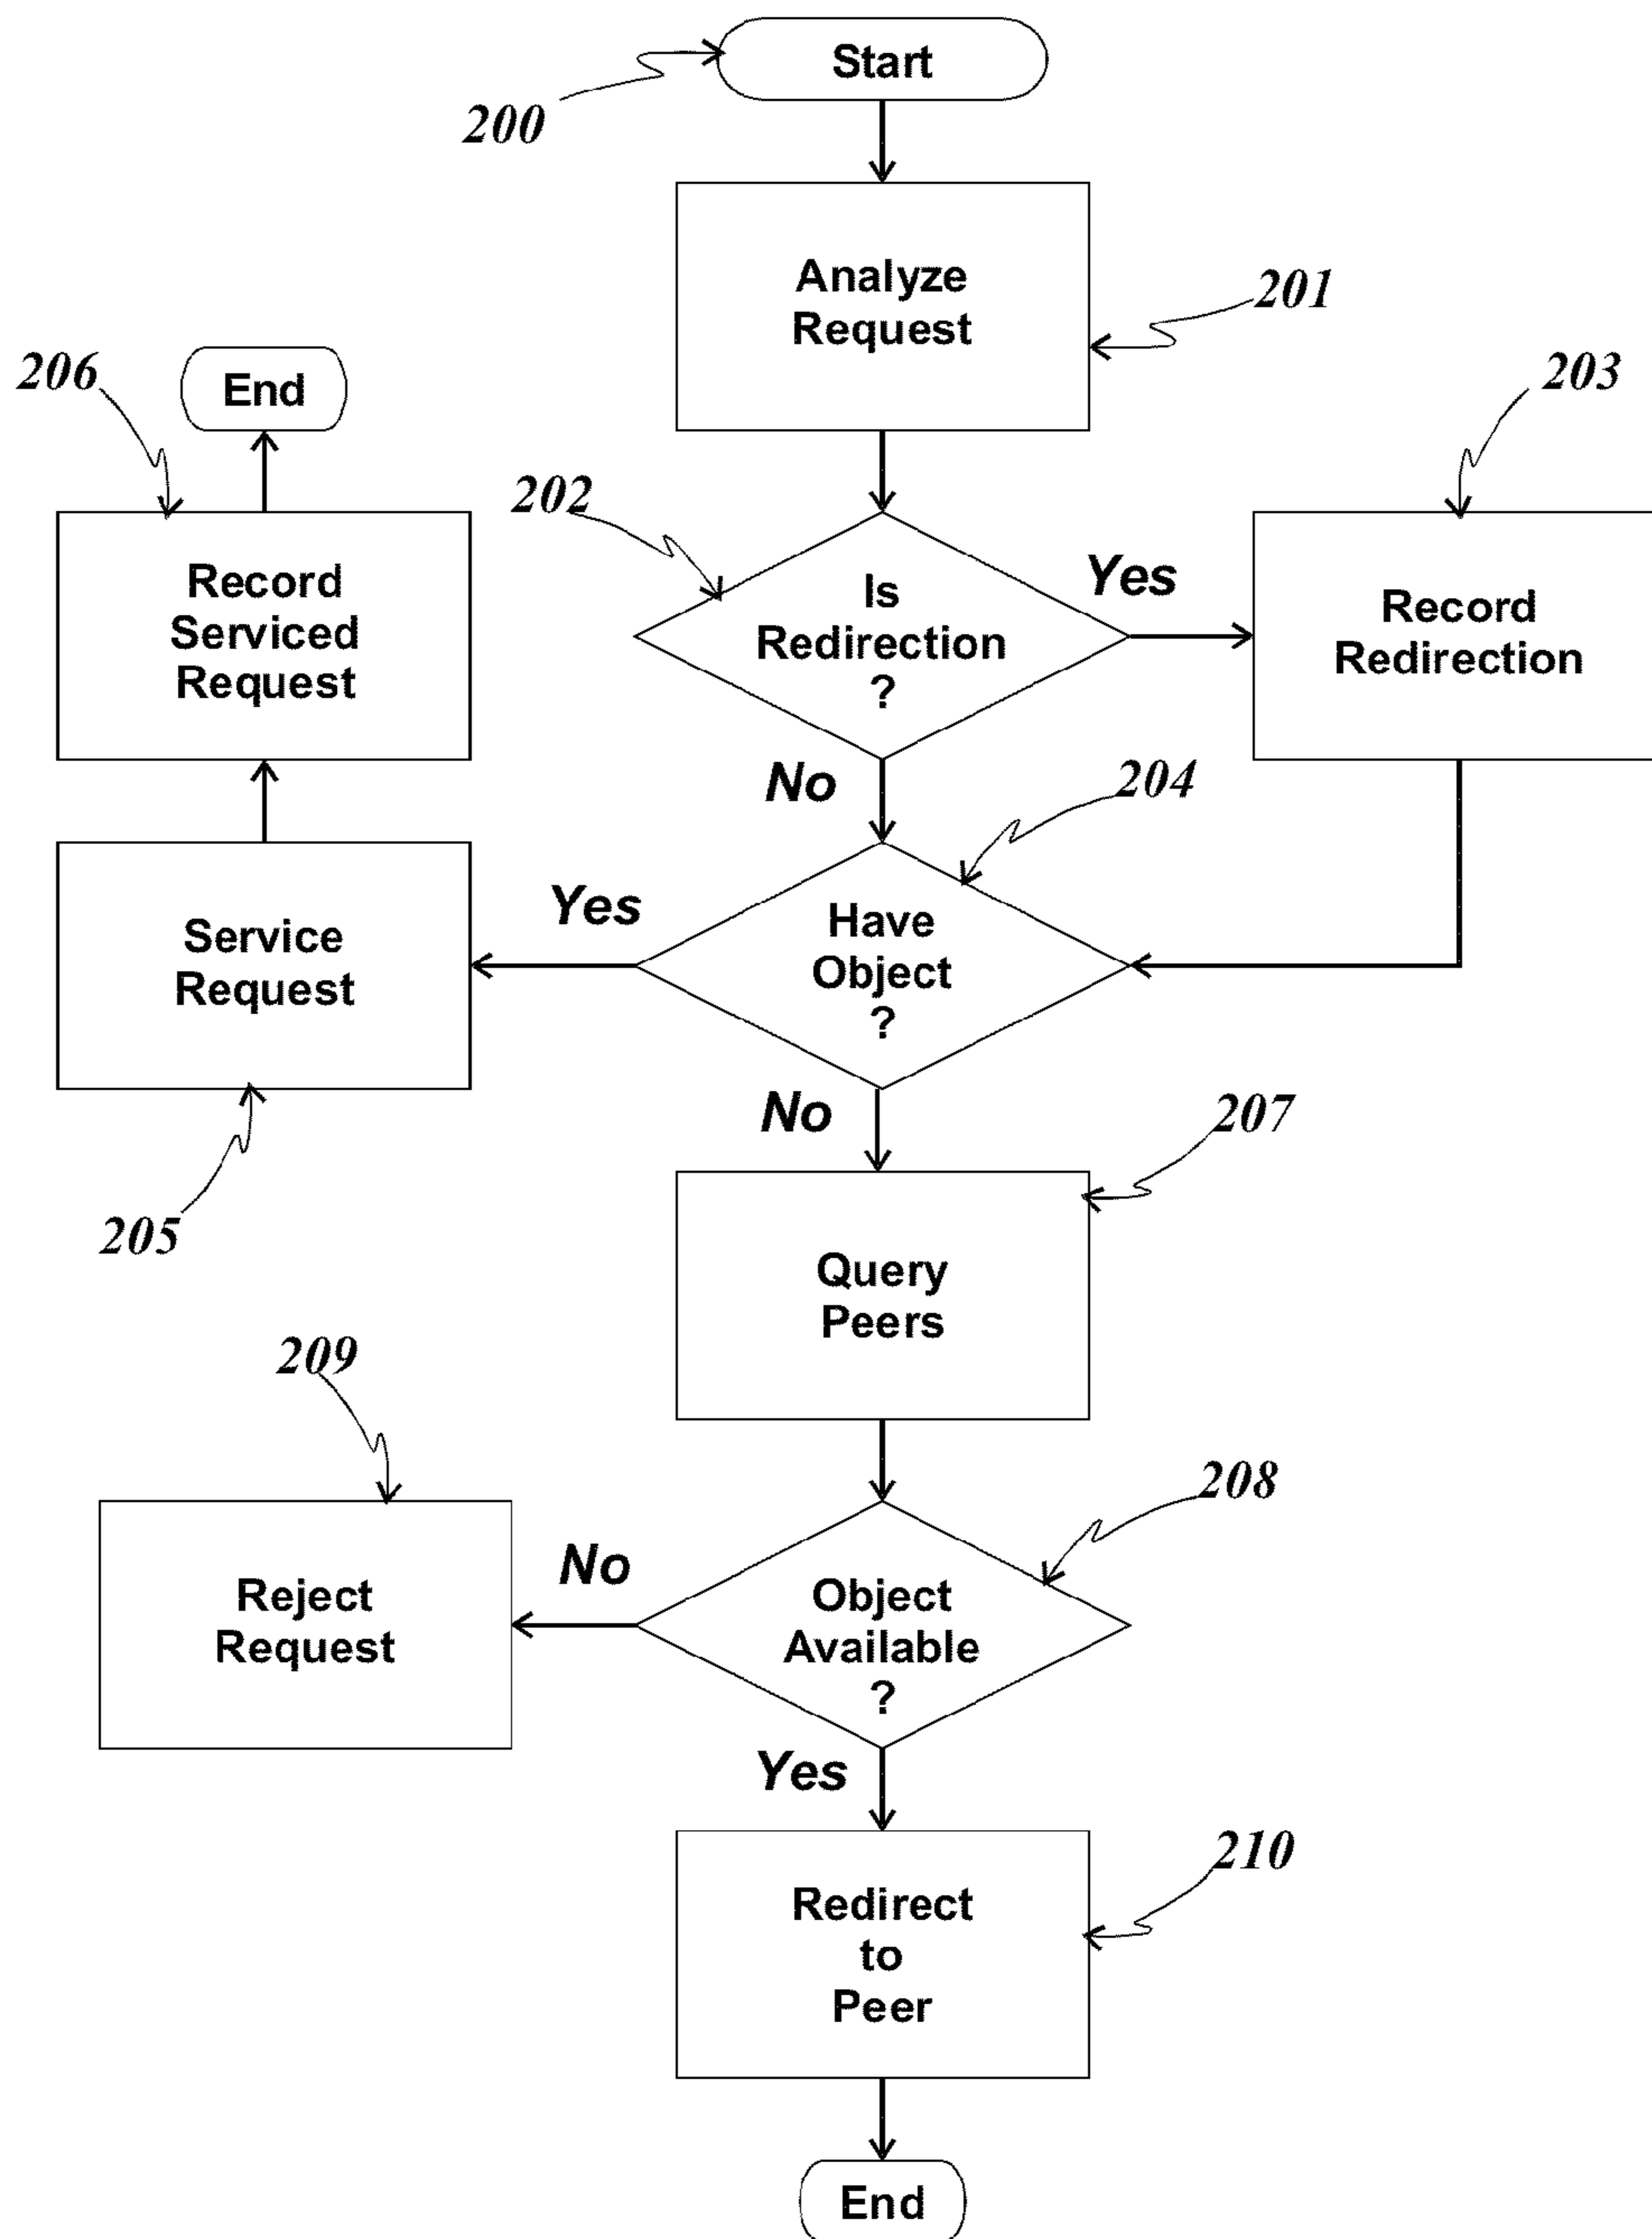 Start
200
Analyze
Request
201
206
End
203
202
Record
Serviced
Request
Is
Redirection
?
Yes
Record
Redirection
No
204
Service
Request
Yes
Have
Object
?
205
No
207
Query
Peers
209
208
Reject
Request
No
Object
Available
?
Yes
210
Redirect
to
Peer
End